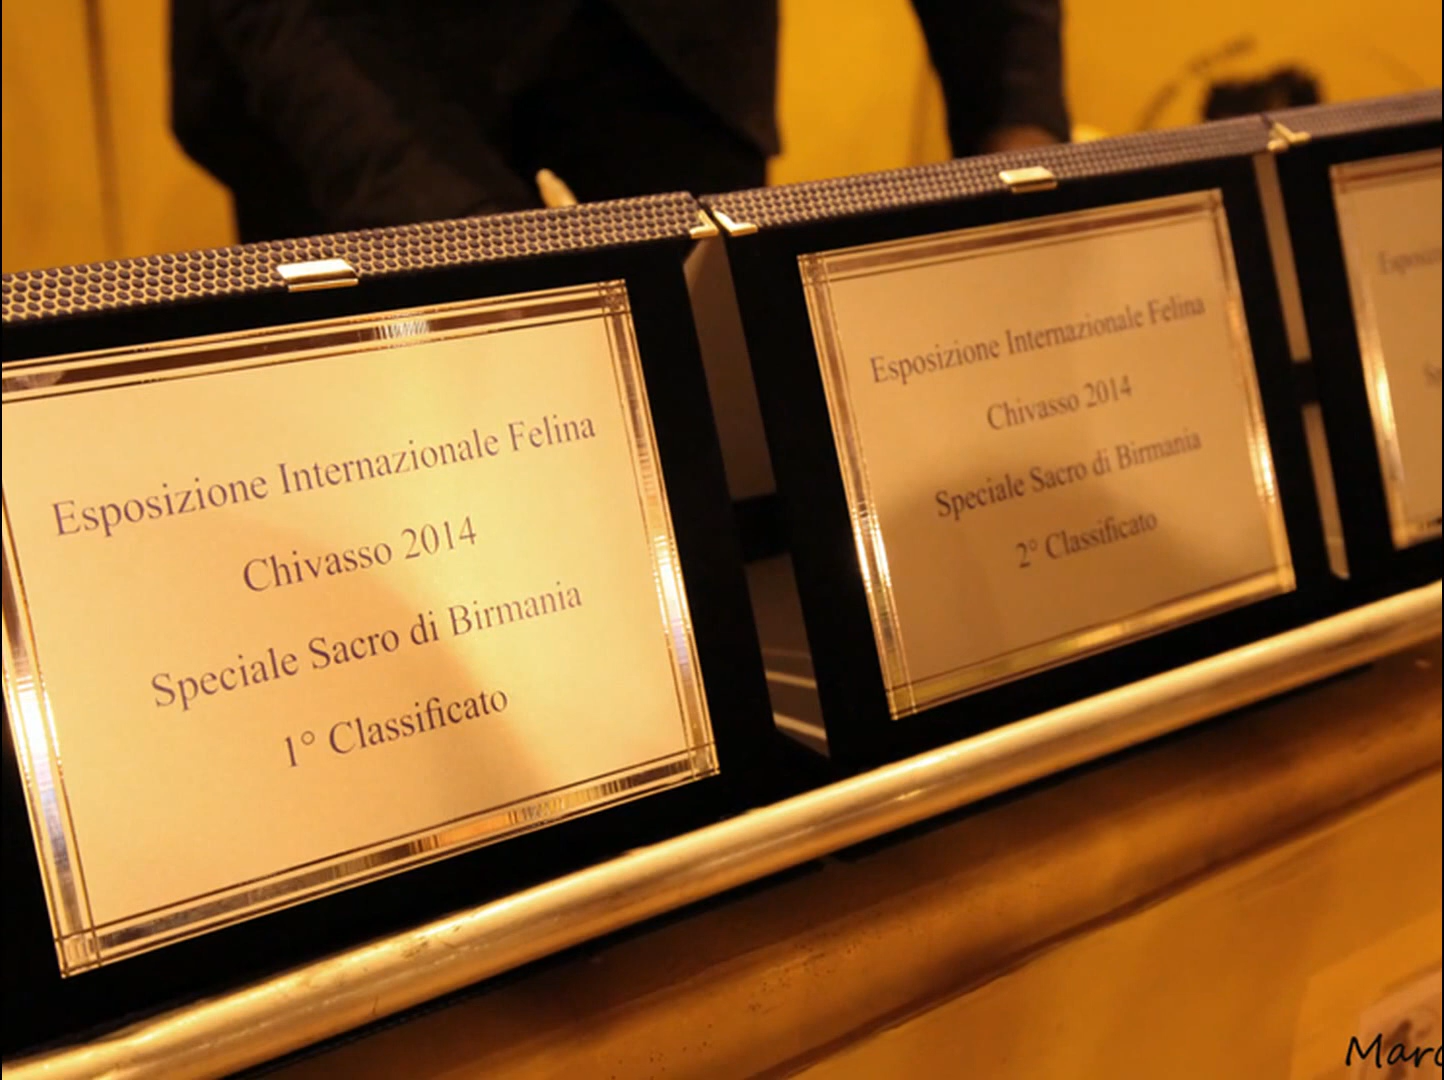 Esposizione Internazionale Felina
Chivasso 2014
Speciale Sacro di Birmania
1° Classificato
Esposizione Internazionale Felina
Chivasso 2014
Speciale Sacro di Birmania
2° Classificato